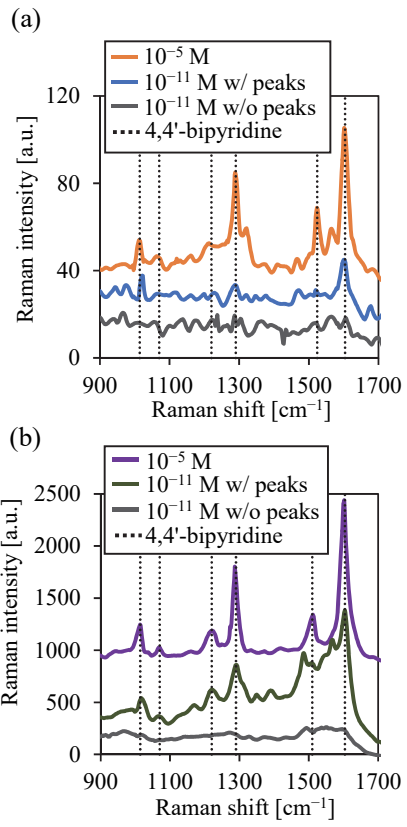 (a)
10⁻⁵ M
10⁻¹¹ M w/ peaks
10⁻¹¹ M w/o peaks
4,4'-bipyridine
120
80
40
0
Raman intensity [a.u.]
900 1100 1300 1500 1700
Raman shift [cm⁻¹]
(b)
10⁻⁵ M
10⁻¹¹ M w/ peaks
10⁻¹¹ M w/o peaks
4,4'-bipyridine
2500
2000
1500
1000
500
0
Raman intensity [a.u.]
900 1100 1300 1500 1700
Raman shift [cm⁻¹]